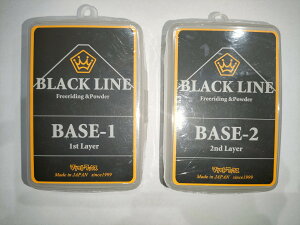 BLACK LINE
Freeriding & Powder
BASE-1
1st Layer
Made in JAPAN since1999
BLACK LINE
Freeriding & Powder
BASE-2
2nd Layer
Made in JAPAN since1999